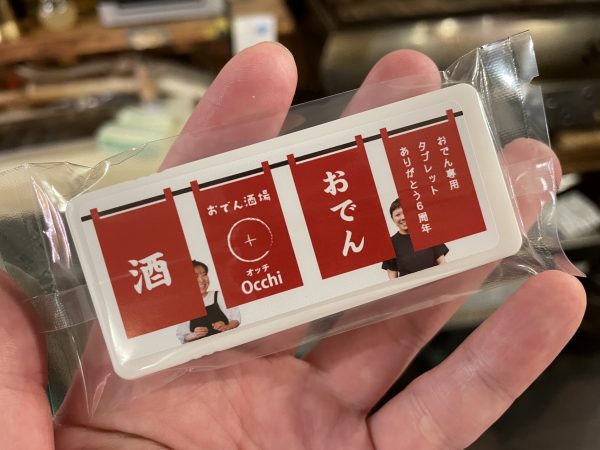 酒
おでん酒場
オッチ
Occhi
おでん
おでん専用
タブレット
ありがとう6周年